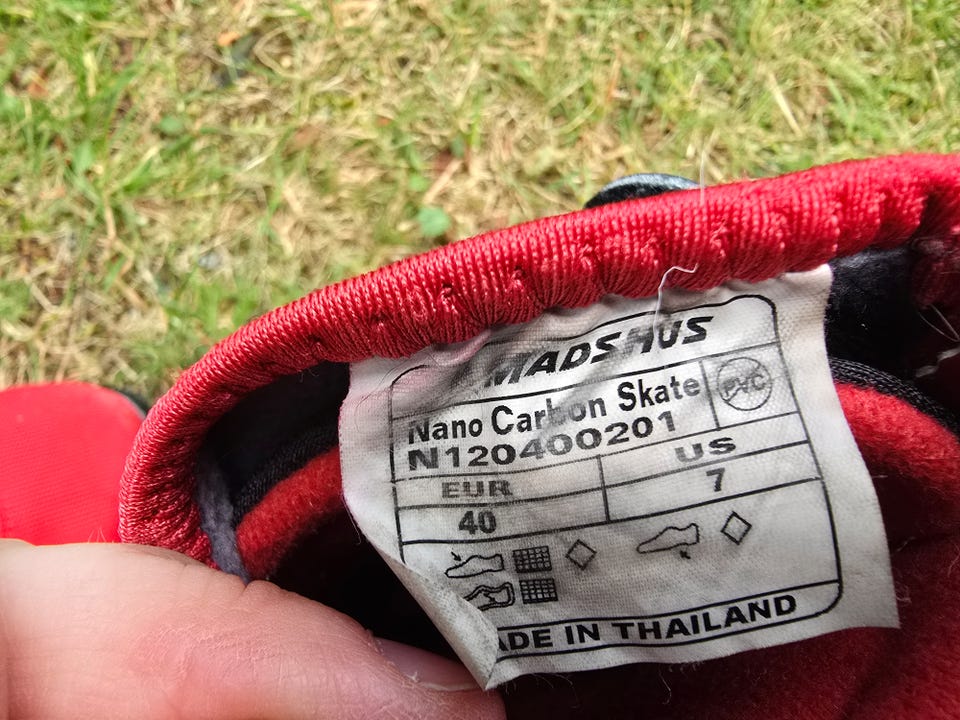 MADSHUS
Nano Carbon Skate
PVC
N120400201
EUR US
40 7
ADE IN THAILAND